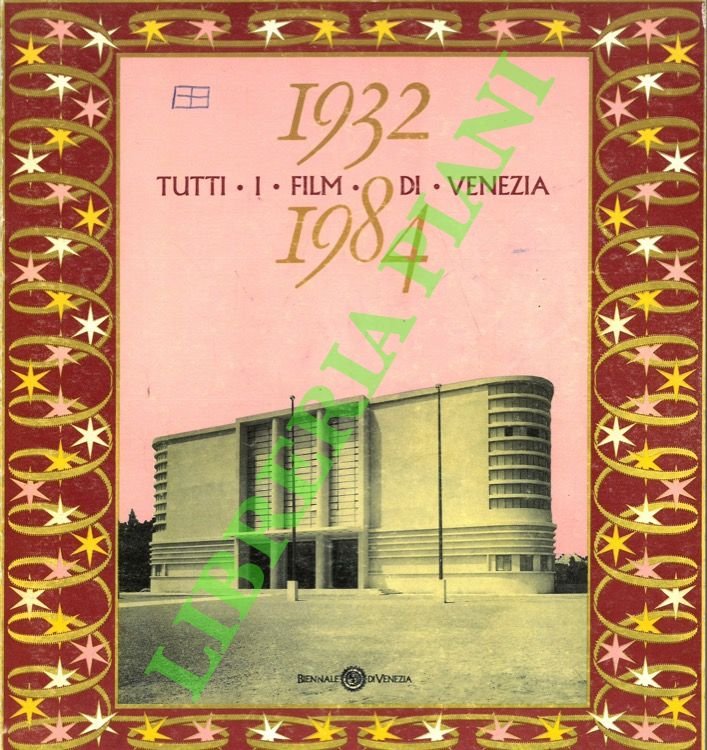 1932
TUTTI • I • FILM • DI • VENEZIA
1984
LIBRERIA PIANI
BIENNALE DI VENEZIA